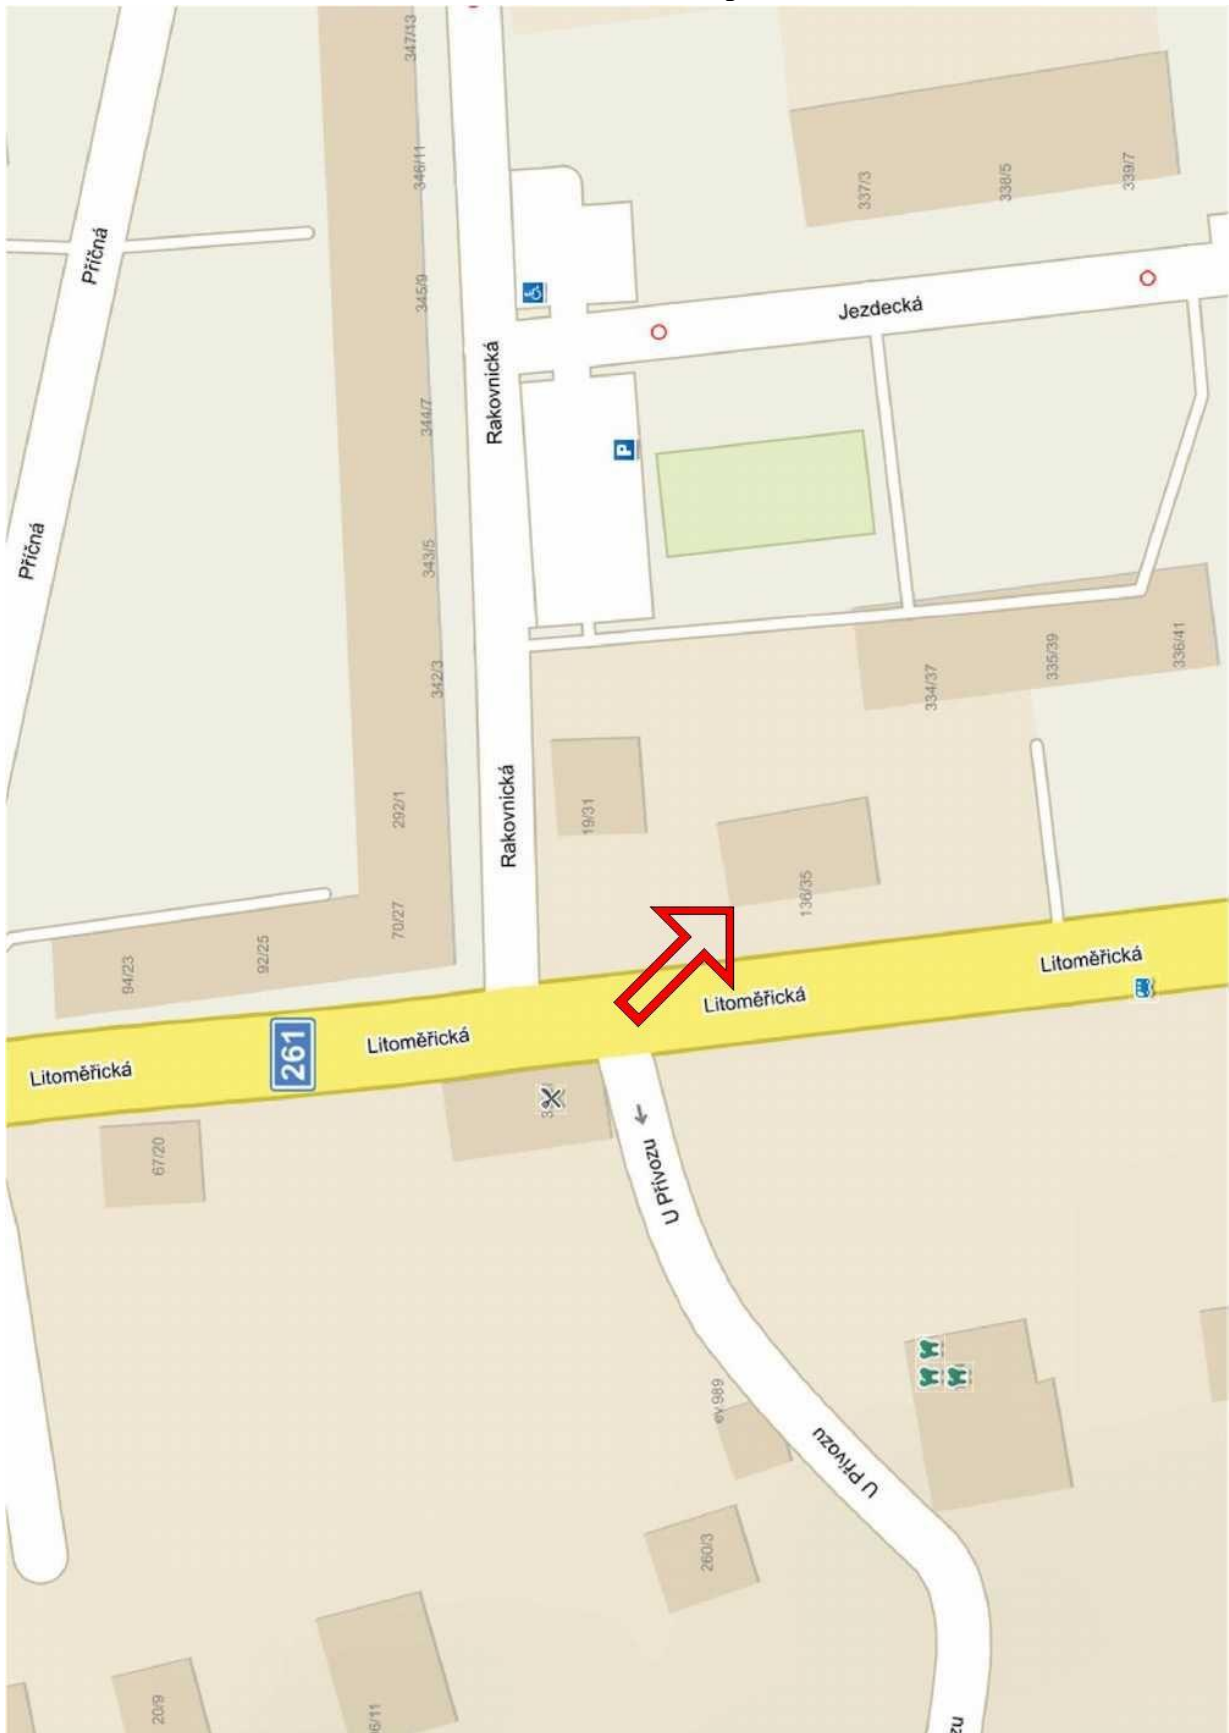 347/13
346/11
Příčná
337/3
338/5
339/7
345/9
Jezdecká
Rakovnická
344/7
P
Příčná
343/5
342/3
334/37
335/39
336/41
292/1
Rakovnická
19/31
136/35
70/27
92/25
94/23
Litoměřická
261
Litoměřická
Litoměřická
Litoměřická
67/20
U Přívozu
ev.989
U Přívozu
260/3
20/9